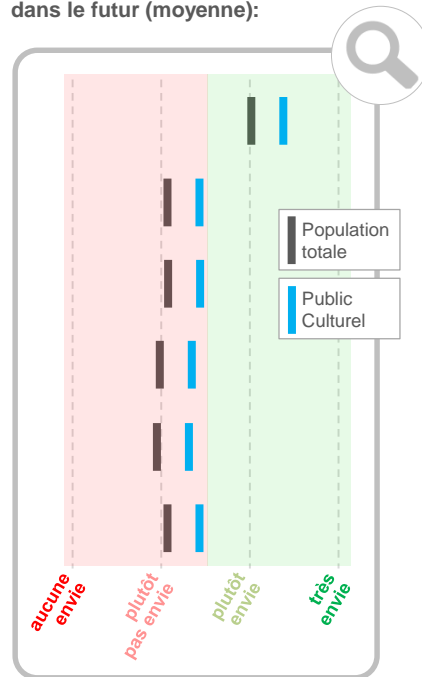 dans le futur (moyenne):
Population
totale
Public
Culturel
aucune
envie
plutôt
pas envie
plutôt
envie
très
envie